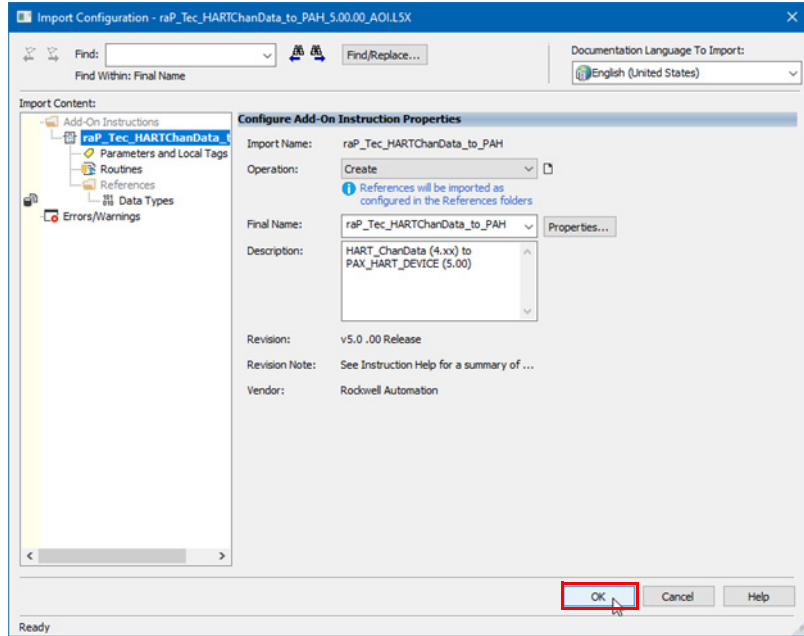 Import Configuration - raP_Tec_HARTChanData_to_PAH_5.00.00_AOI.L5X
Find:
Find/Replace...
Find Within: Final Name
Documentation Language To Import:
English (United States)
Import Content:
Add-On Instructions
raP_Tec_HARTChanData_t
Parameters and Local Tags
Routines
References
Data Types
Errors/Warnings
Configure Add-On Instruction Properties
Import Name: raP_Tec_HARTChanData_to_PAH
Operation: Create
References will be imported as
configured in the References folders
Final Name: raP_Tec_HARTChanData_to_PAH Properties...
Description: HART_ChanData (4.xx) to
PAX_HART_DEVICE (5.00)
Revision: v5.0 .00 Release
Revision Note: See Instruction Help for a summary of ...
Vendor: Rockwell Automation
OK Cancel Help
Ready